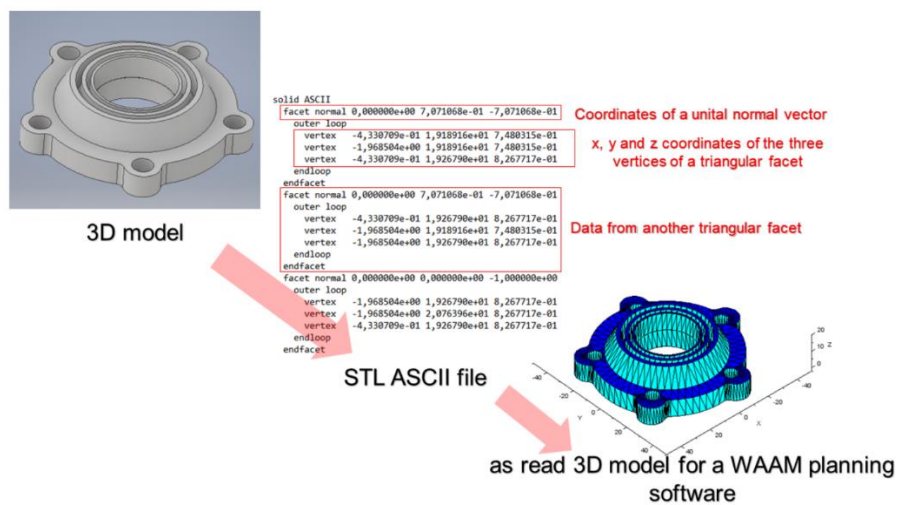 solid ASCII
facet normal 0,000000e+00 7,071068e-01 -7,071068e-01
outer loop
vertex -4,330709e-01 1,918916e+01 7,480315e-01
vertex -1,968504e+00 1,918916e+01 7,480315e-01
vertex -4,330709e-01 1,926790e+01 8,267717e-01
endloop
endfacet
facet normal 0,000000e+00 7,071068e-01 -7,071068e-01
outer loop
vertex -4,330709e-01 1,926790e+01 8,267717e-01
vertex -1,968504e+00 1,918916e+01 7,480315e-01
vertex -1,968504e+00 1,926790e+01 8,267717e-01
endloop
endfacet
facet normal 0,000000e+00 0,000000e+00 -1,000000e+00
outer loop
vertex -1,968504e+00 1,926790e+01 8,267717e-01
vertex -1,968504e+00 2,076396e+01 8,267717e-01
vertex -4,330709e-01 1,926790e+01 8,267717e-01
endloop
endfacet
Coordinates of a unital normal vector
x, y and z coordinates of the three
vertices of a triangular facet
Data from another triangular facet
3D model
STL ASCII file
20
10
0
Z
-40
-20
0
20
40
Y
-40
-20
0
20
40
X
as read 3D model for a WAAM planning
software